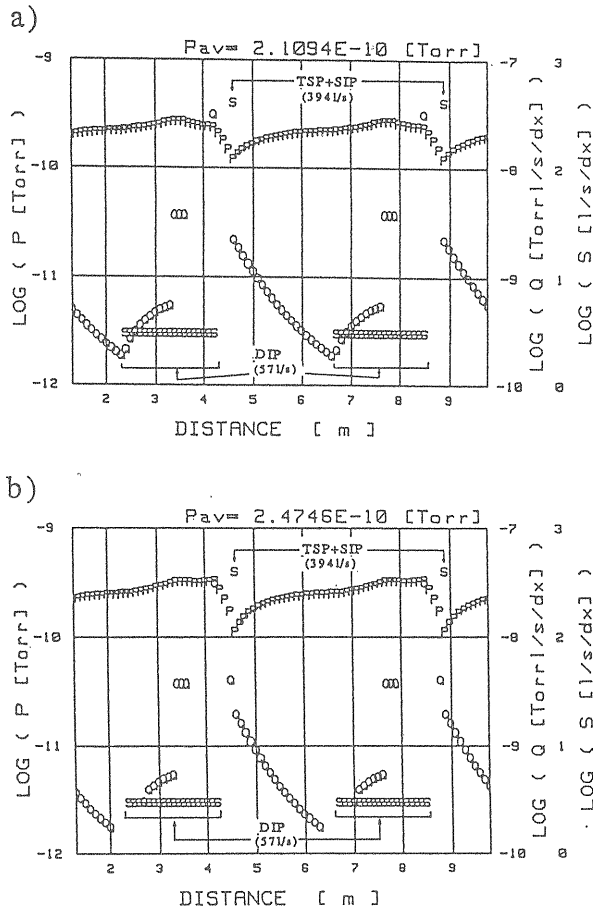 a)
Pav= 2.1094E-10 [Torr]
-9
-7
3
S
TSP+SIP
(394l/s)
S
Q
Q
-10
-8
2
-11
-9
1
DIP
(57l/s)
-12
-10
0
2 3 4 5 6 7 8 9
LOG ( P [Torr] )
LOG ( Q [Torrl/s/dx] )
LOG ( S [l/s/dx] )
DISTANCE [ m ]
b)
Pav= 2.4746E-10 [Torr]
-9
-7
3
TSP+SIP
(394l/s)
S
S
-10
-8
2
Q
Q
-11
-9
1
DIP
(57l/s)
-12
-10
0
2 3 4 5 6 7 8 9
LOG ( P [Torr] )
LOG ( Q [Torrl/s/dx] )
LOG ( S [l/s/dx] )
DISTANCE [ m ]